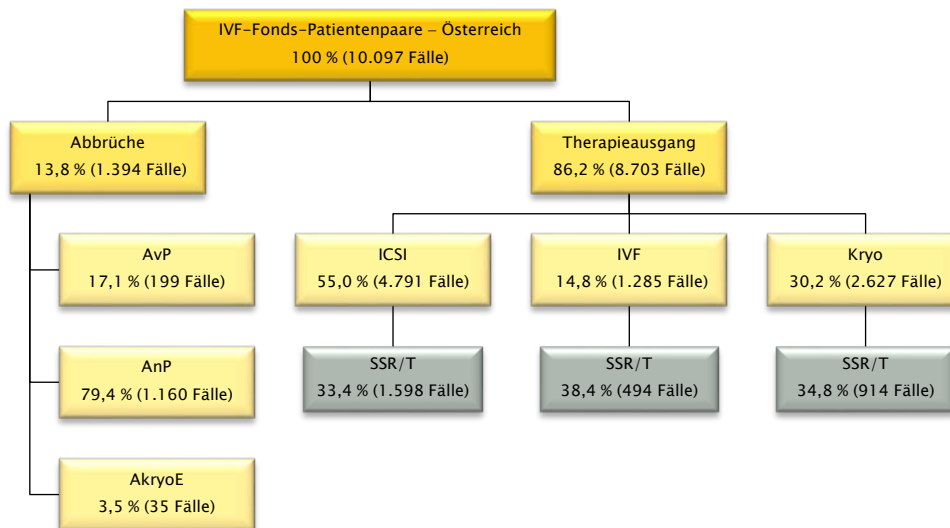 IVF-Fonds-Patientenpaare – Österreich
100 % (10.097 Fälle)
Abbrüche
13,8 % (1.394 Fälle)
Therapieausgang
86,2 % (8.703 Fälle)
AvP
17,1 % (199 Fälle)
ICSI
55,0 % (4.791 Fälle)
IVF
14,8 % (1.285 Fälle)
Kryo
30,2 % (2.627 Fälle)
AnP
79,4 % (1.160 Fälle)
SSR/T
33,4 % (1.598 Fälle)
SSR/T
38,4 % (494 Fälle)
SSR/T
34,8 % (914 Fälle)
AkryoE
3,5 % (35 Fälle)